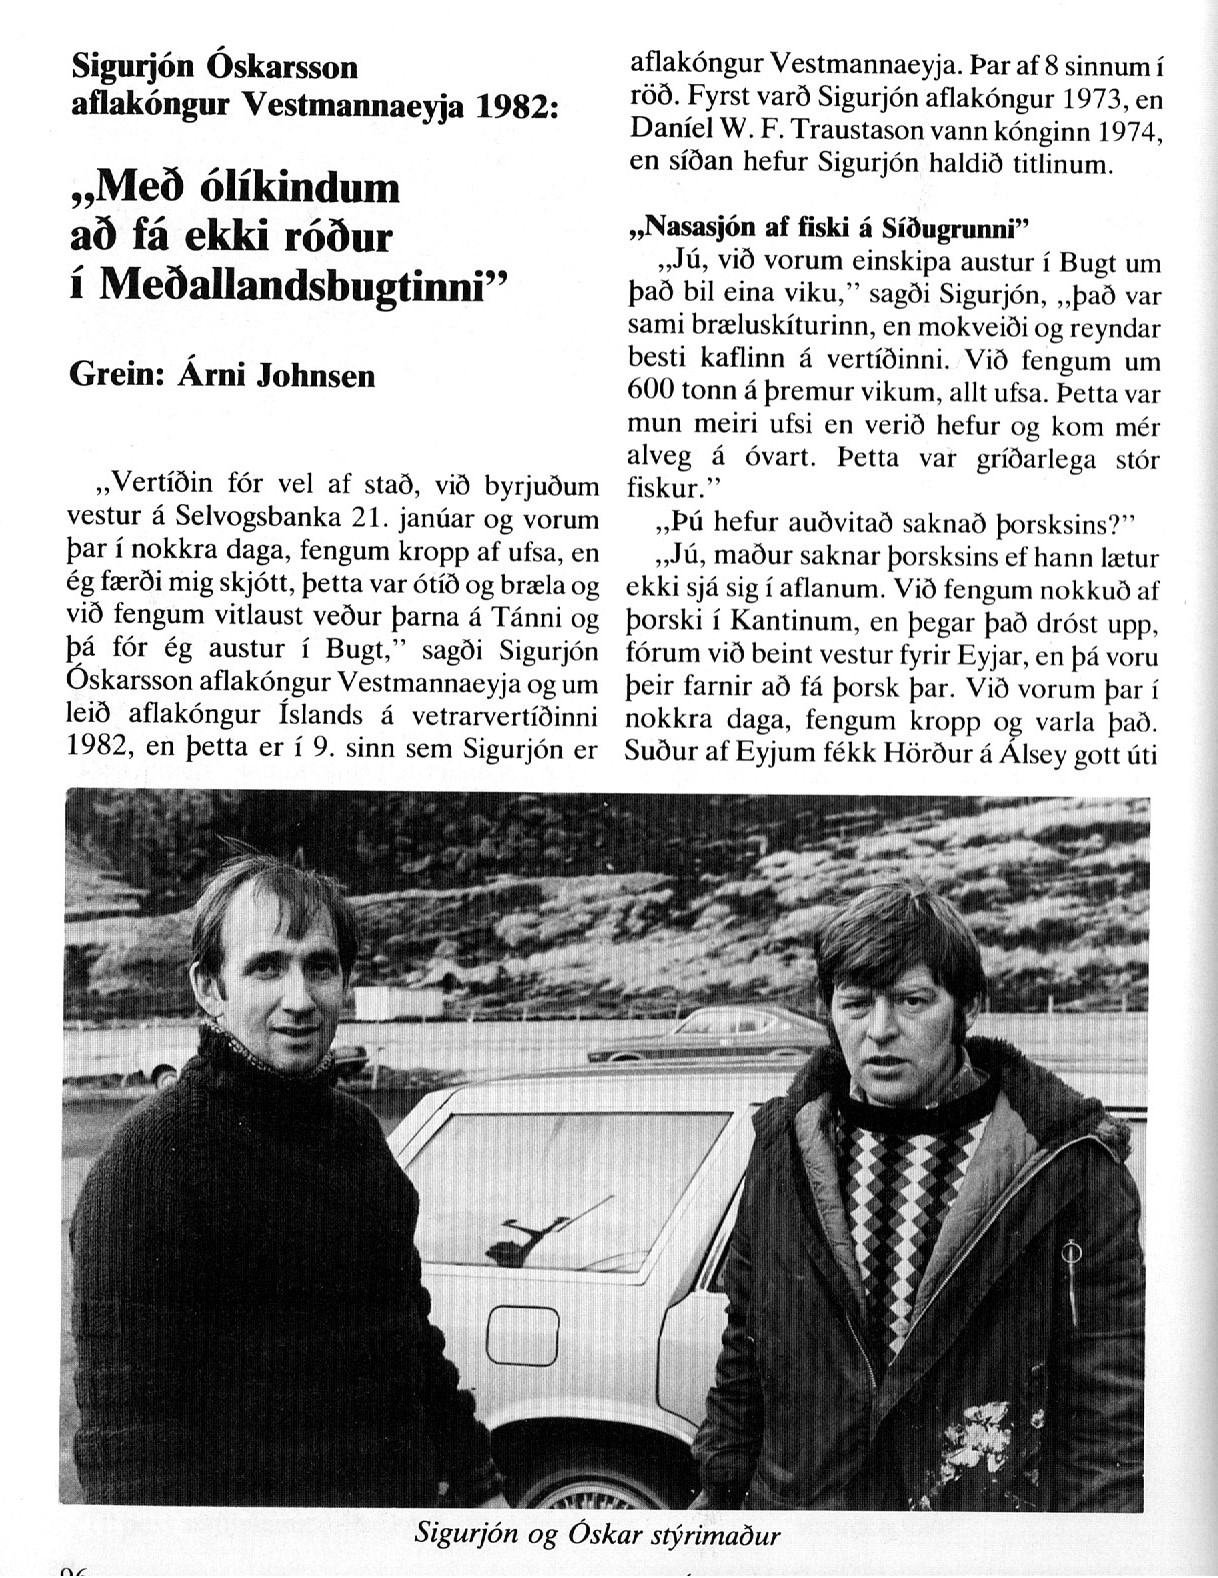 Sigurjón Óskarsson
aflakóngur Vestmannaeyja 1982:
„Með ólíkindum
að fá ekki róður
í Meðallandsbugtinni”
Grein: Árni Johnsen
„Vertíðin fór vel af stað, við byrjuðum
vestur á Selvogsbanka 21. janúar og vorum
þar í nokkra daga, fengum kropp af ufsa, en
ég færði mig skjótt, þetta var ótíð og bræla og
við fengum vitlaust veður þarna á Tánni og
þá fór ég austur í Bugt,” sagði Sigurjón
Óskarsson aflakóngur Vestmannaeyja og um
leið aflakóngur Íslands á vetrarvertíðinni
1982, en þetta er í 9. sinn sem Sigurjón er
aflakóngur Vestmannaeyja. Þar af 8 sinnum í
röð. Fyrst varð Sigurjón aflakóngur 1973, en
Daníel W. F. Traustason vann kónginn 1974,
en síðan hefur Sigurjón haldið titlinum.
„Nasasjón af fiski á Síðugrunni”
„Jú, við vorum einskipa austur í Bugt um
það bil eina viku,” sagði Sigurjón, „það var
sami bræluskíturinn, en mokveiði og reyndar
besti kaflinn á vertíðinni. Við fengum um
600 tonn á þremur vikum, allt ufsa. Þetta var
mun meiri ufsi en verið hefur og kom mér
alveg á óvart. Þetta var gríðarlega stór
fiskur.”
„Þú hefur auðvitað saknað þorsksins?”
„Jú, maður saknar þorsksins ef hann lætur
ekki sjá sig í aflanum. Við fengum nokkuð af
þorski í Kantinum, en þegar það dróst upp,
fórum við beint vestur fyrir Eyjar, en þá voru
þeir farnir að fá þorsk þar. Við vorum þar í
nokkra daga, fengum kropp og varla það.
Suður af Eyjum fékk Hörður á Álsey gott úti
Sigurjón og Óskar stýrimaður